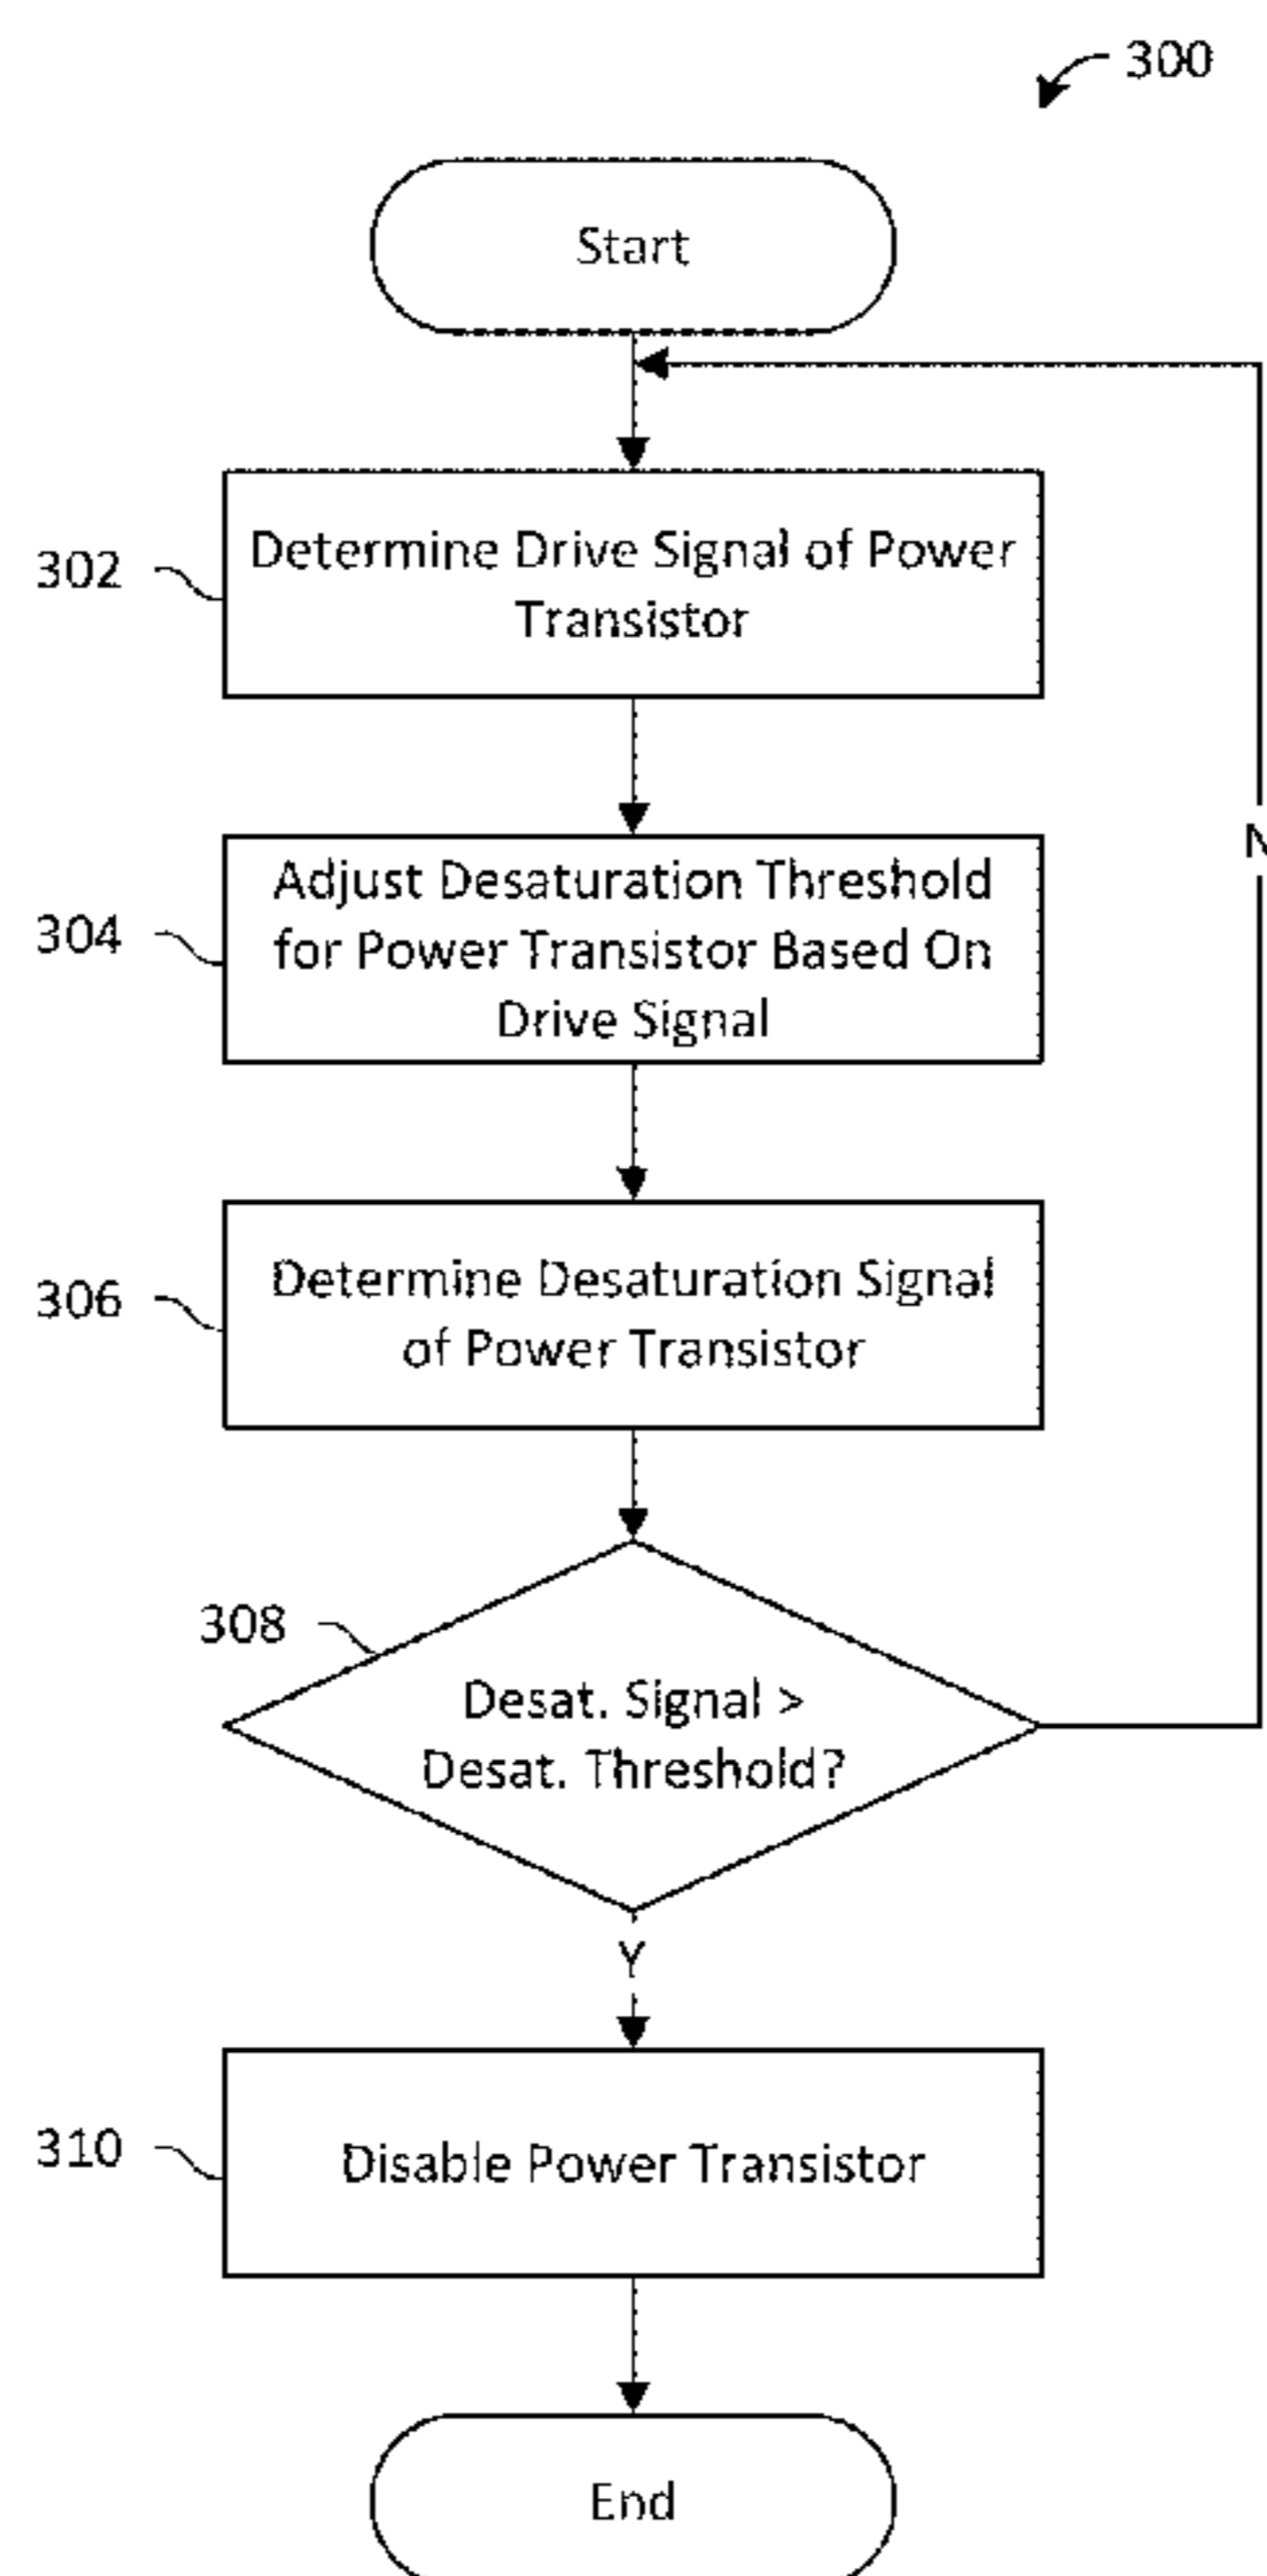 300
Start
302
Determine Drive Signal of Power
Transistor
304
Adjust Desaturation Threshold
for Power Transistor Based On
Drive Signal
N
306
Determine Desaturation Signal
of Power Transistor
308
Desat. Signal >
Desat. Threshold?
Y
310
Disable Power Transistor
End